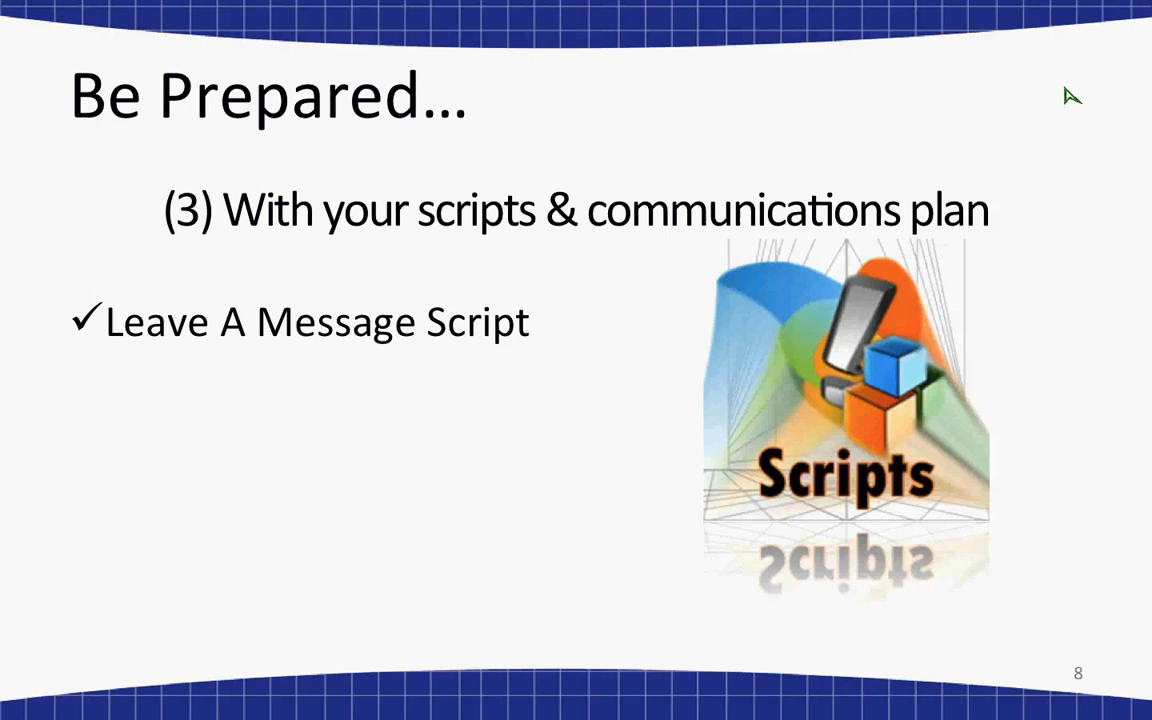 Be Prepared...
(3) With your scripts & communications plan
✓Leave A Message Script
Scripts
8